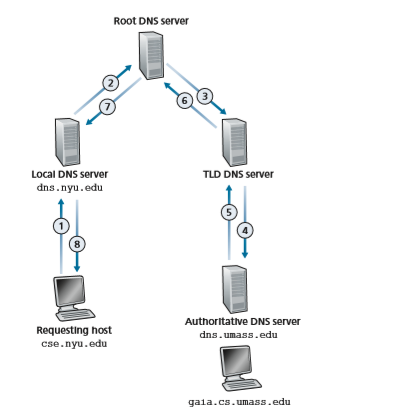 Root DNS server
2
3
7
6
Local DNS server
dns.nyu.edu
TLD DNS server
1
8
5
4
Requesting host
cse.nyu.edu
Authoritative DNS server
dns.umass.edu
gaia.cs.umass.edu